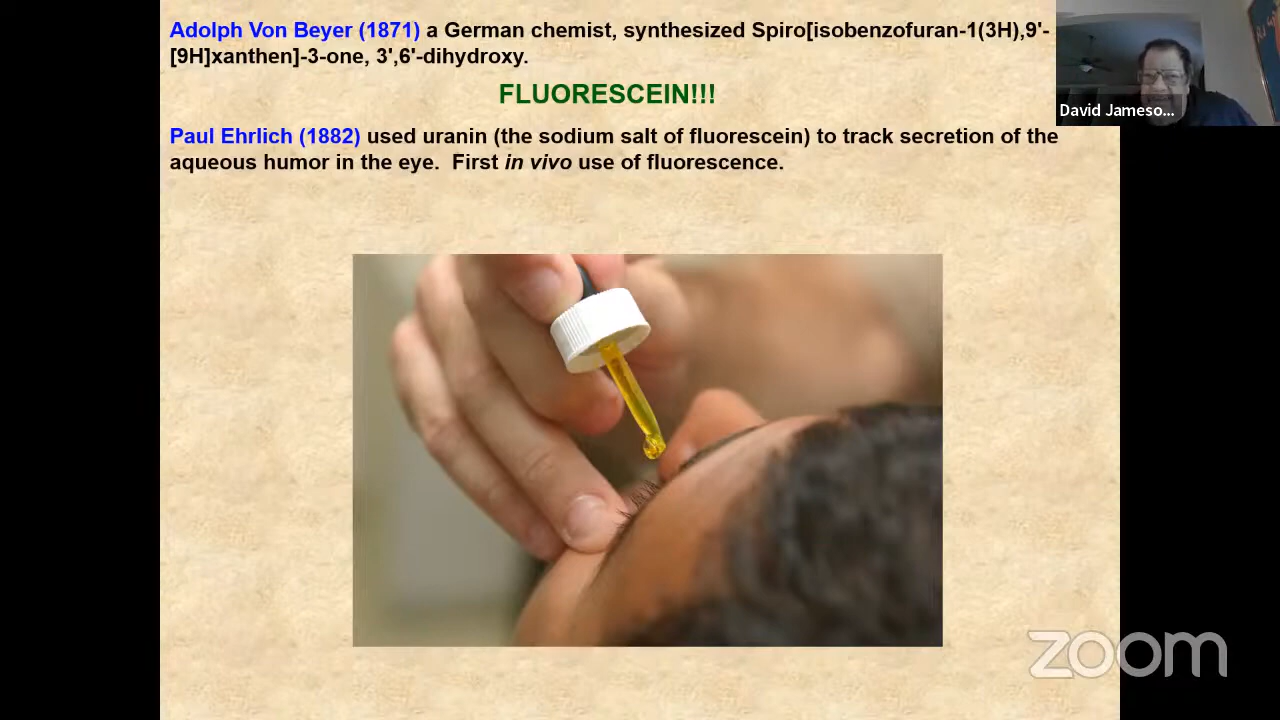 Adolph Von Beyer (1871) a German chemist, synthesized Spiro[isobenzofuran-1(3H),9'-
[9H]xanthen]-3-one, 3',6'-dihydroxy.
FLUORESCEIN!!!
Paul Ehrlich (1882) used uranin (the sodium salt of fluorescein) to track secretion of the
aqueous humor in the eye.  First in vivo use of fluorescence.
David Jameso...
zoom